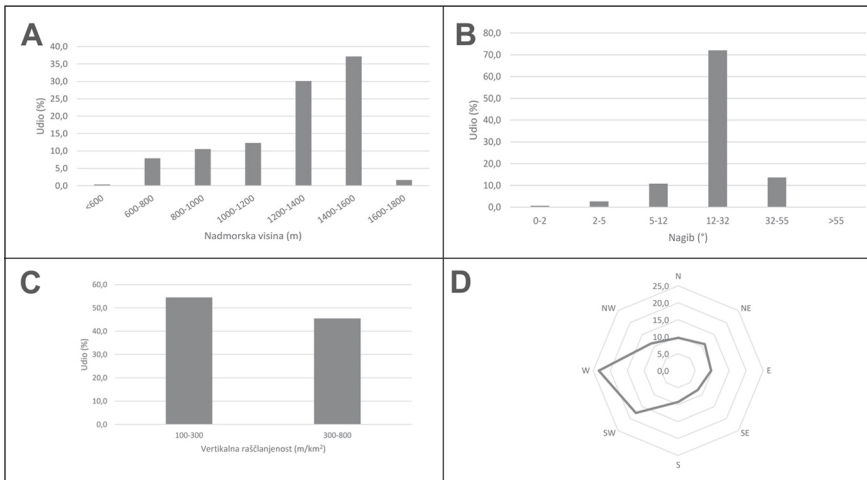 A
40,0
35,0
30,0
25,0
20,0
15,0
10,0
5,0
0,0
Udio (%)
<600
600-800
800-1000
1000-1200
1200-1400
1400-1600
1600-1800
Nadmorska visina (m)
B
80,0
70,0
60,0
50,0
40,0
30,0
20,0
10,0
0,0
Udio (%)
0-2
2-5
5-12
12-32
32-55
>55
Nagib (°)
C
60,0
50,0
40,0
30,0
20,0
10,0
0,0
Udio (%)
100-300
300-800
Vertikalna raščlanjenost (m/km²)
D
N
NE
E
SE
S
SW
W
NW
25,0
20,0
15,0
10,0
5,0
0,0